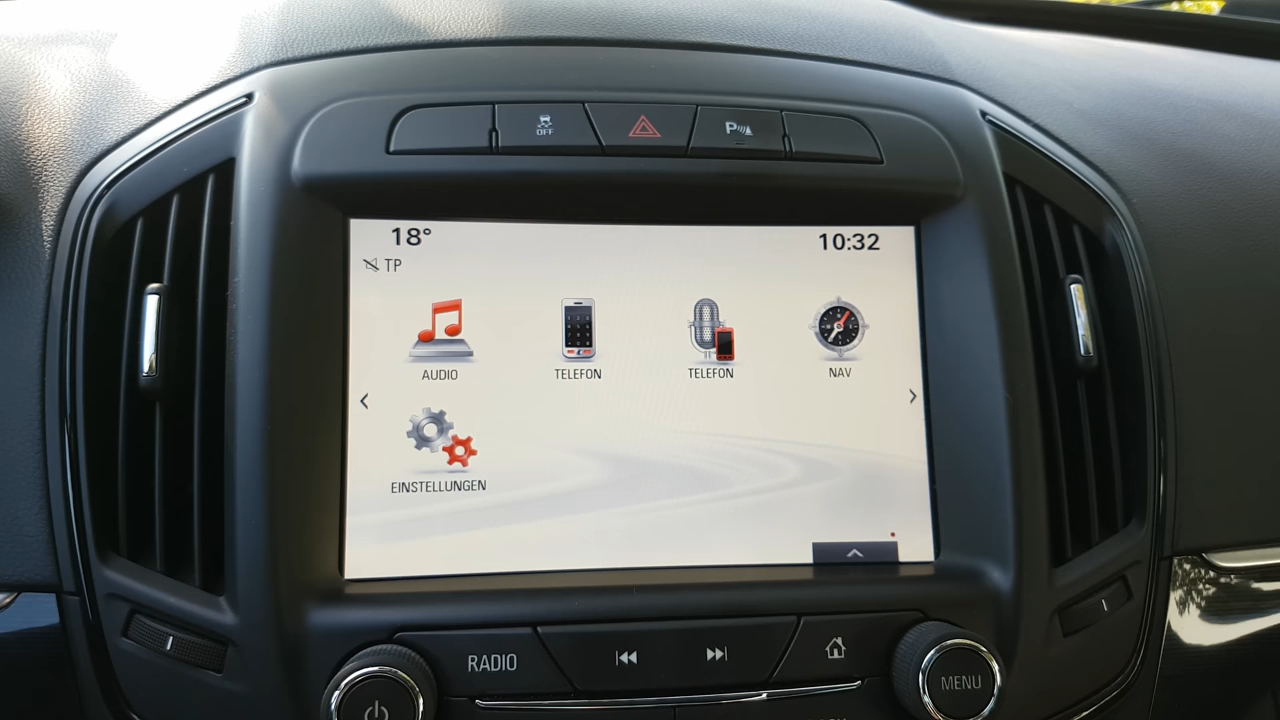 OFF
P
18°
10:32
TP
AUDIO
TELEFON
TELEFON
NAV
EINSTELLUNGEN
RADIO
MENU